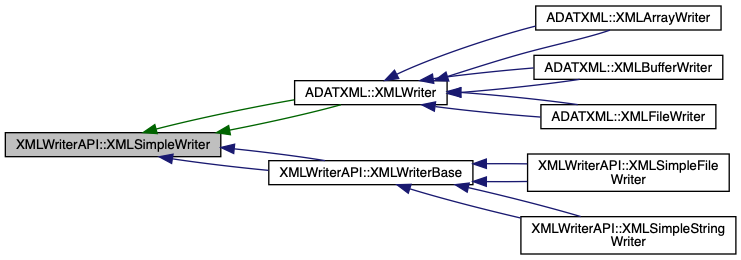 ADATXML::XMLArrayWriter
ADATXML::XMLBufferWriter
ADATXML::XMLWriter
ADATXML::XMLFileWriter
XMLWriterAPI::XMLSimpleWriter
XMLWriterAPI::XMLWriterBase
XMLWriterAPI::XMLSimpleFile
Writer
XMLWriterAPI::XMLSimpleString
Writer